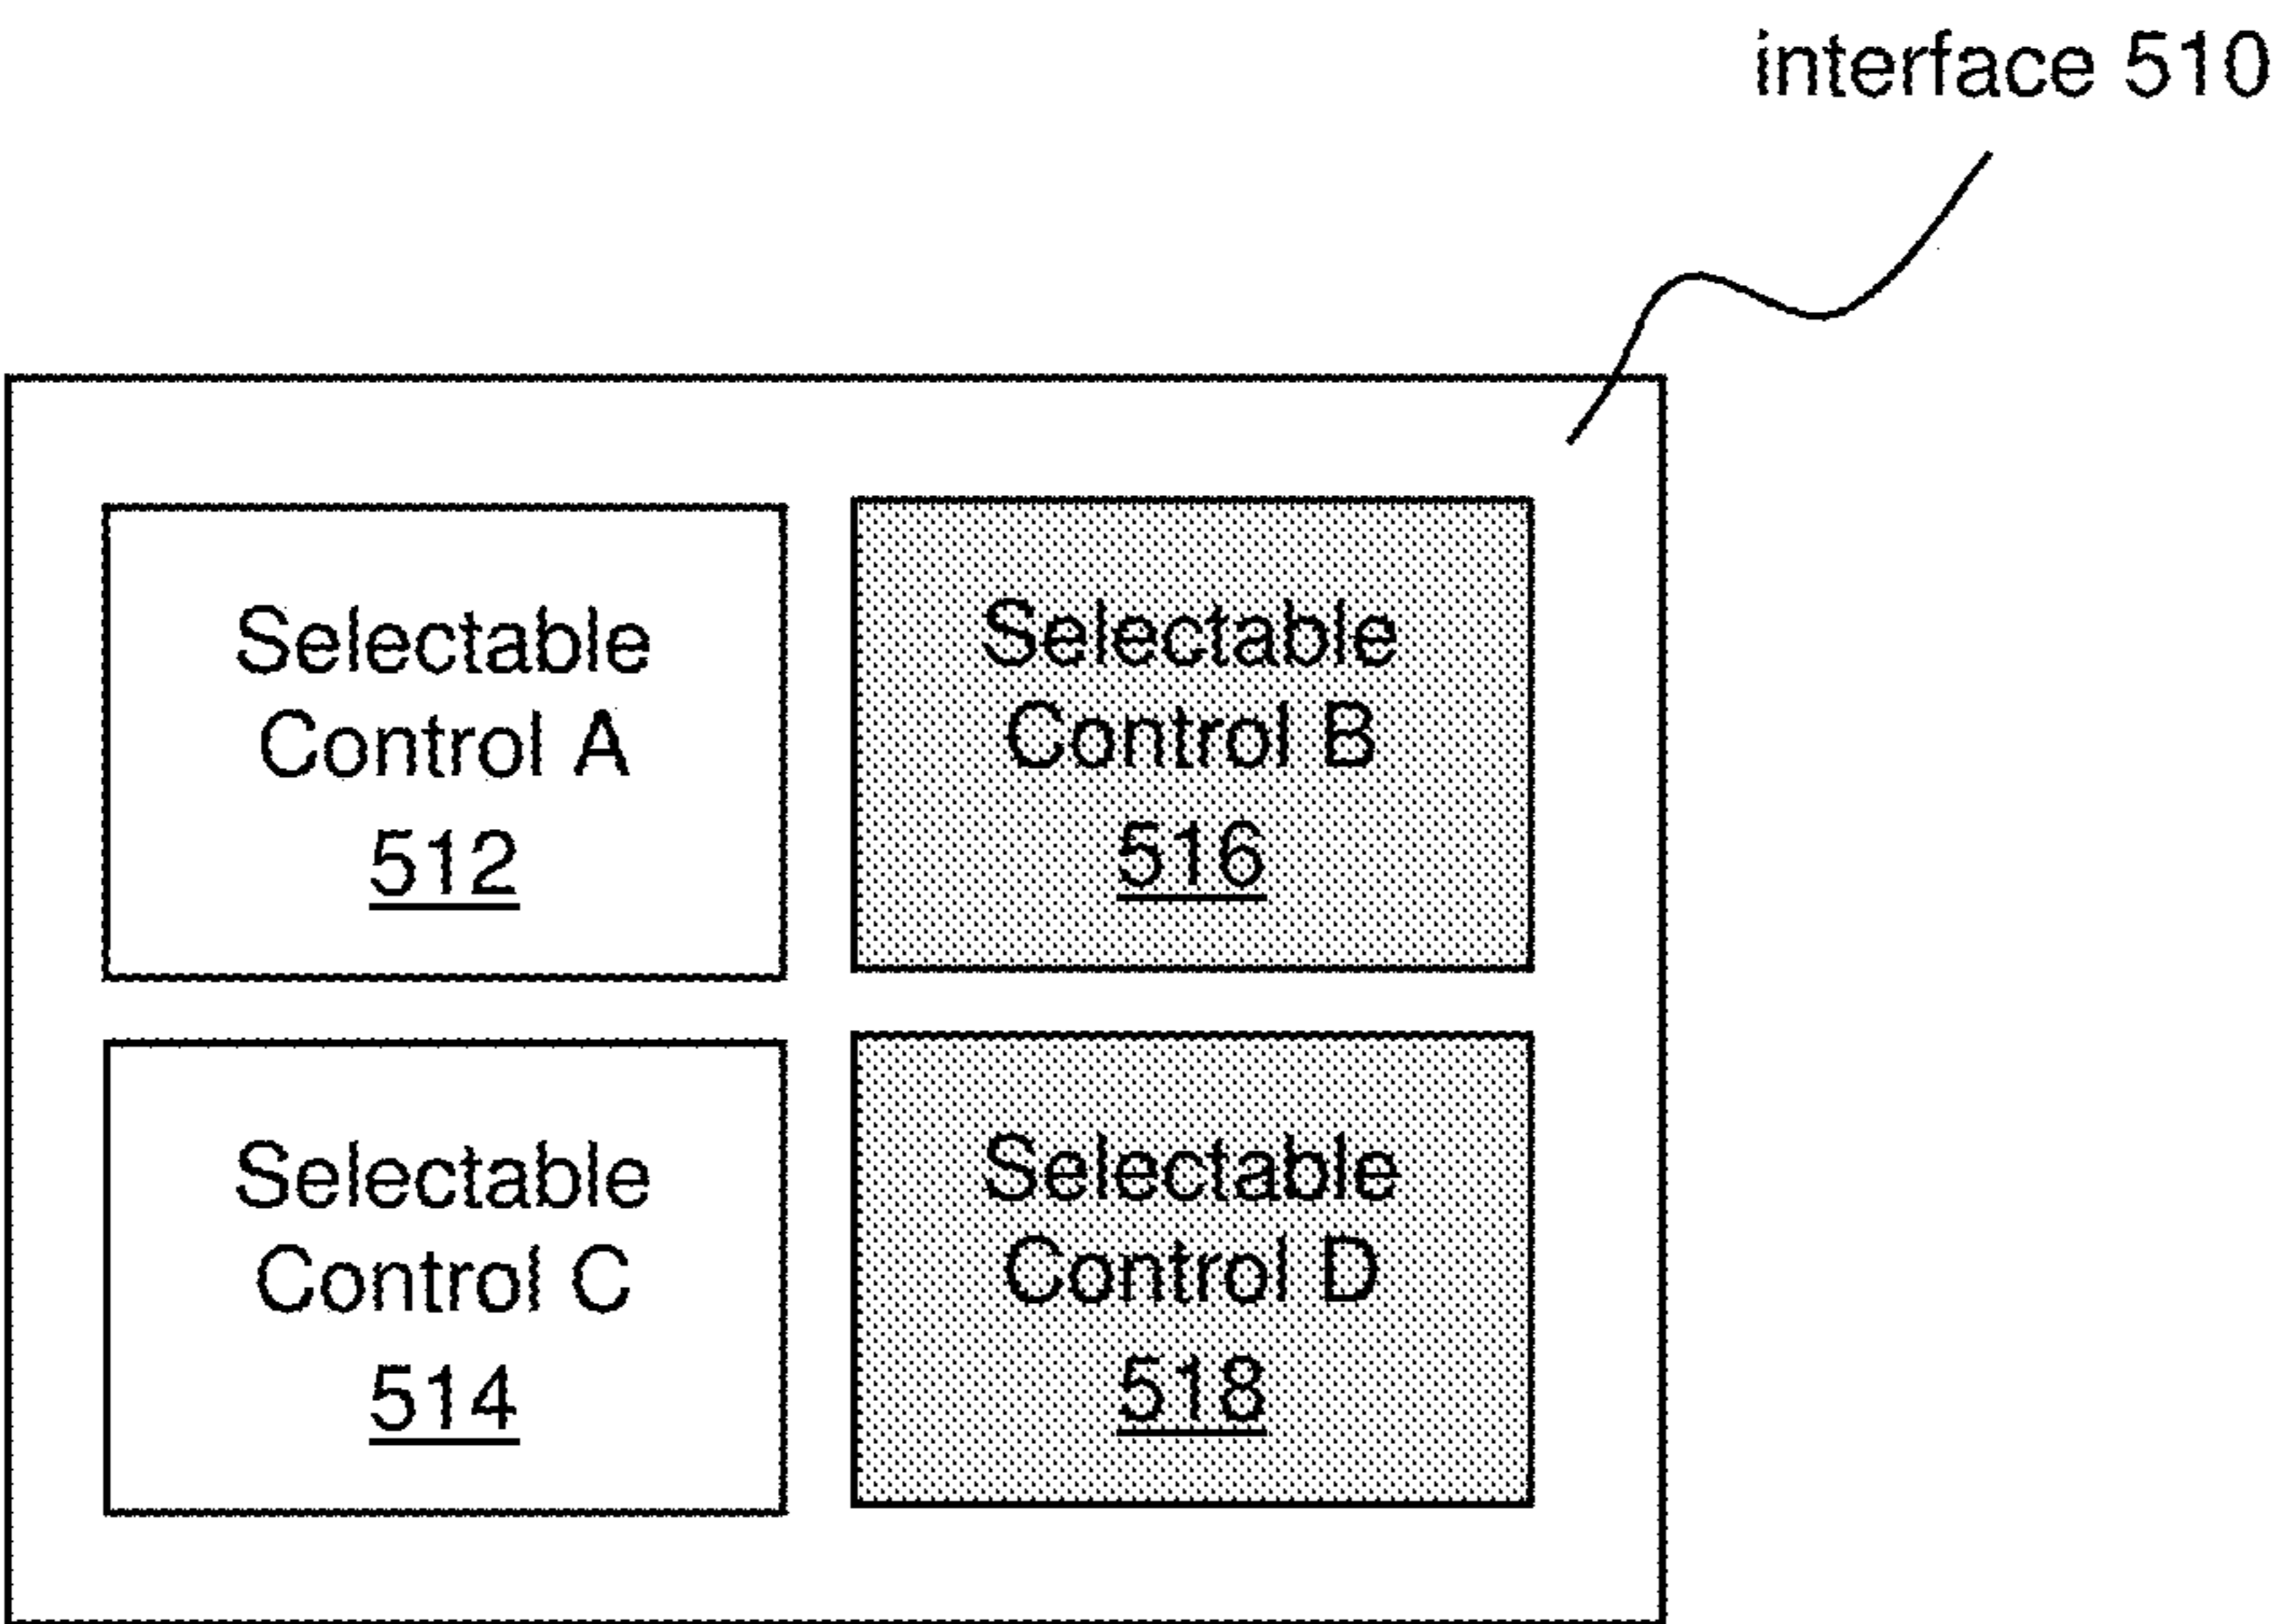 interface 510
Selectable
Control A
512
Selectable
Control B
516
Selectable
Control C
514
Selectable
Control D
518